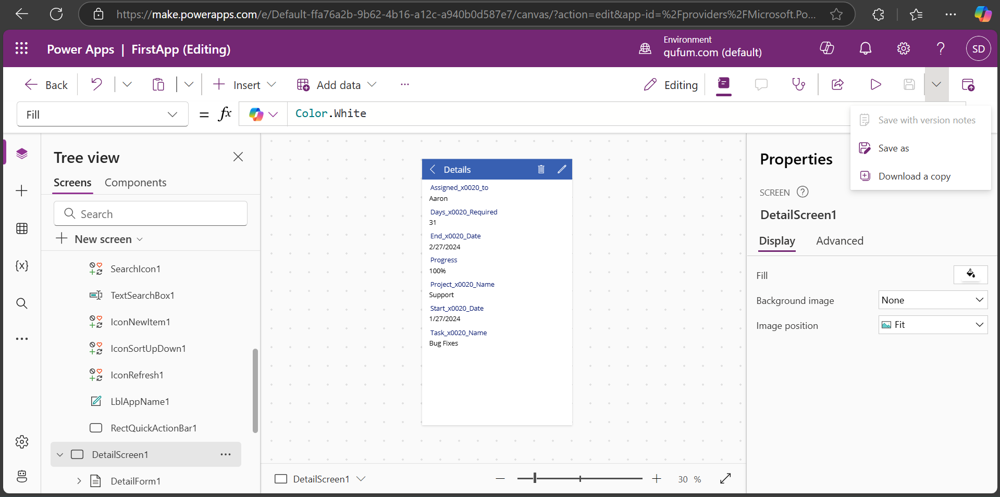 https://make.powerapps.com/e/Default-ffa76a2b-9b62-4b16-a12c-a940b0d587e7/canvas/?action=edit&app-id=%2Fproviders%2FMicrosoft.Po...
Power Apps | FirstApp (Editing)
Environment
qufum.com (default)
SD
Back
Insert
Add data
Editing
Fill
= fx
Color.White
Save with version notes
Save as
Download a copy
Tree view
Screens
Components
Search
New screen
SearchIcon1
TextSearchBox1
IconNewItem1
IconSortUpDown1
IconRefresh1
LblAppName1
RectQuickActionBar1
DetailScreen1
DetailForm1
Details
Assigned_x0020_to
Aaron
Days_x0020_Required
31
End_x0020_Date
2/27/2024
Progress
100%
Project_x0020_Name
Support
Start_x0020_Date
1/27/2024
Task_x0020_Name
Bug Fixes
DetailScreen1
30 %
Properties
SCREEN
DetailScreen1
Display
Advanced
Fill
Background image
None
Image position
Fit